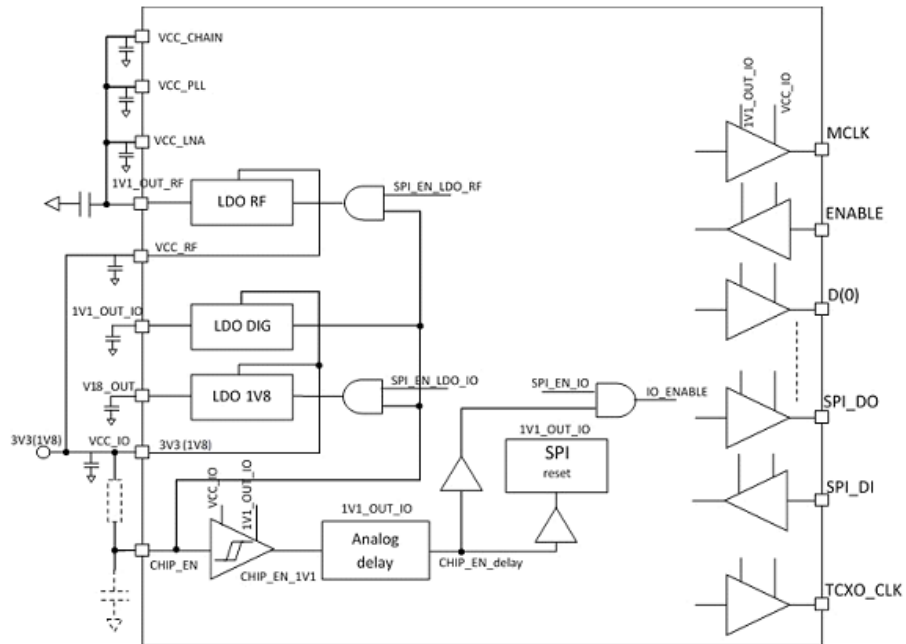 VCC_CHAIN
VCC_PLL
VCC_LNA
1V1_OUT_RF
LDO RF
SPI_EN_LDO_RF
VCC_RF
1V1_OUT_IO
LDO DIG
V18_OUT
LDO 1V8
SPI_EN_LDO_IO
3V3(1V8)
VCC_IO
3V3 (1V8)
CHIP_EN
VCC_IO
1V1_OUT_IO
CHIP_EN_1V1
1V1_OUT_IO
Analog
delay
CHIP_EN_delay
SPI_EN_IO
IO_ENABLE
1V1_OUT_IO
SPI
reset
1V1_OUT_IO
VCC_IO
MCLK
ENABLE
D(0)
SPI_DO
SPI_DI
TCXO_CLK